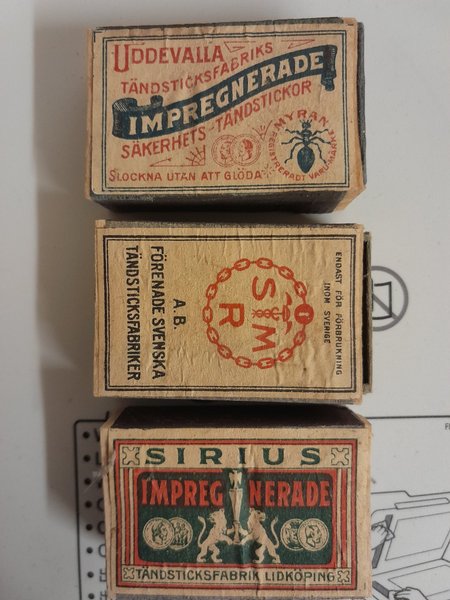 UDDEVALLA
TÄNDSTICKSFABRIKS
IMPREGNERADE
SÄKERHETS-TÄNDSTICKOR
MYRAN
REGISTRERADT VARUMÄRKE
SLOCKNA UTAN ATT GLÖDA
ENDAST FÖR FÖRBRUKNING
INOM SVERIGE
S M
R
A.B.
FÖRENADE SVENSKA
TÄNDSTICKSFABRIKER
SIRIUS
IMPREGNERADE
TÄNDSTICKSFABRIK LIDKÖPING